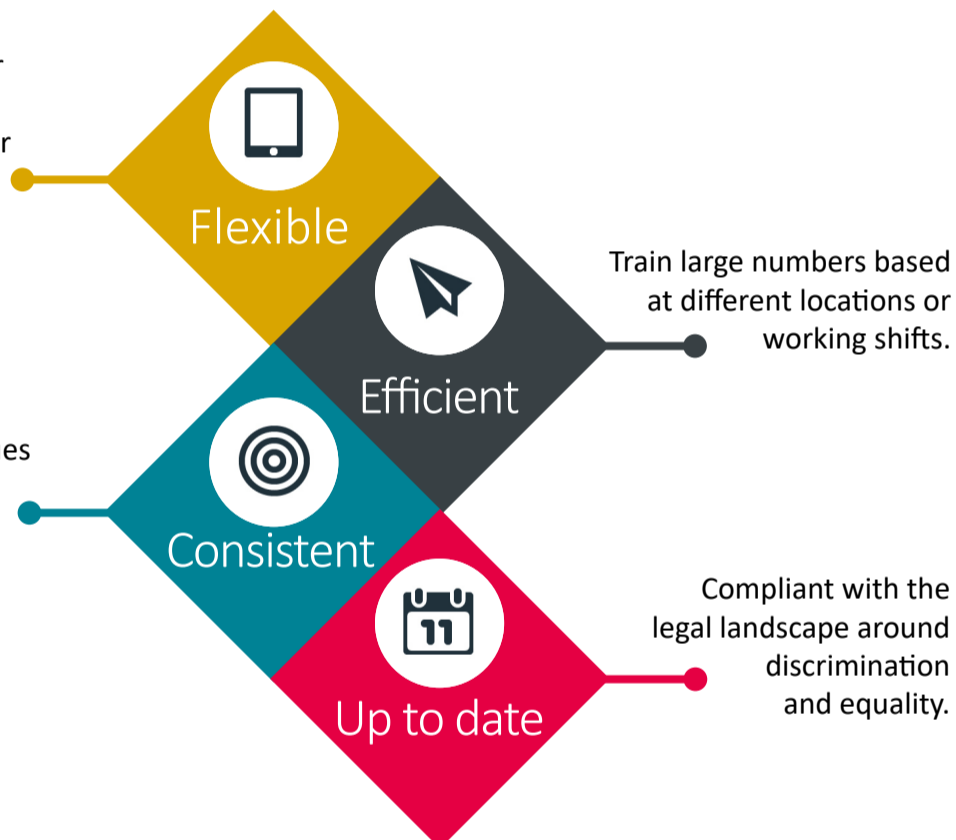 Flexible
Train large numbers based
at different locations or
working shifts.
Efficient
Consistent
11
Compliant with the
legal landscape around
discrimination
and equality.
Up to date